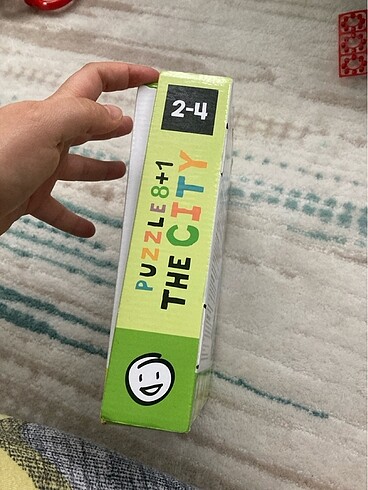 2-4
PUZZLE 8+1
THE CITY